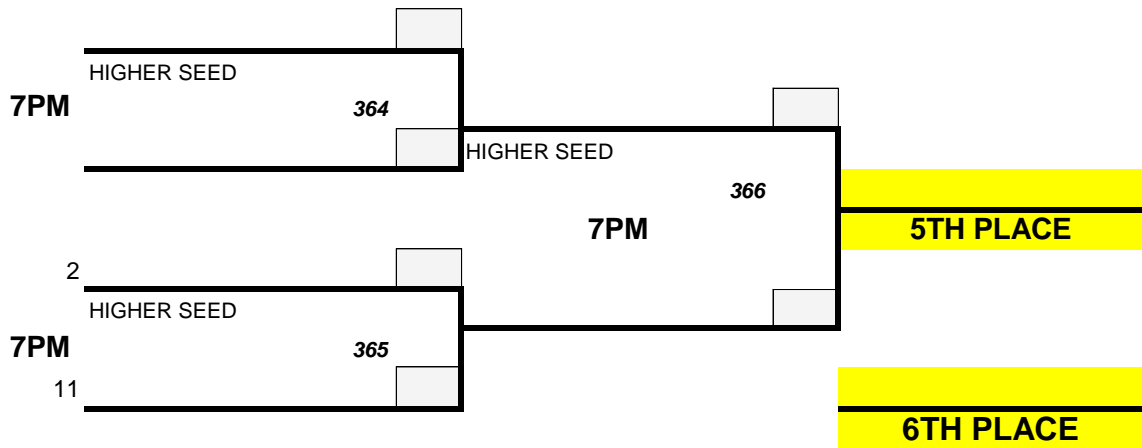 HIGHER SEED
7PM
364
HIGHER SEED
366
7PM
5TH PLACE
2
HIGHER SEED
7PM
365
11
6TH PLACE